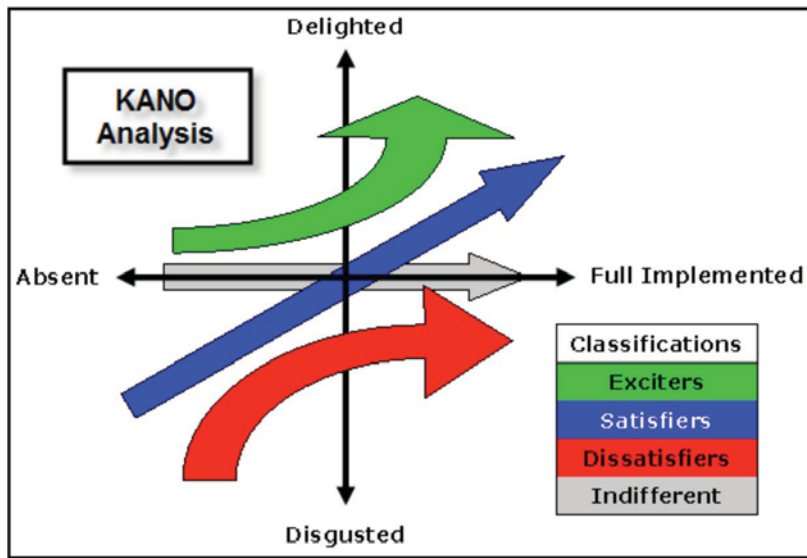 Delighted
KANO
Analysis
Absent
Full Implemented
Classifications
Exciters
Satisfiers
Dissatisfiers
Indifferent
Disgusted